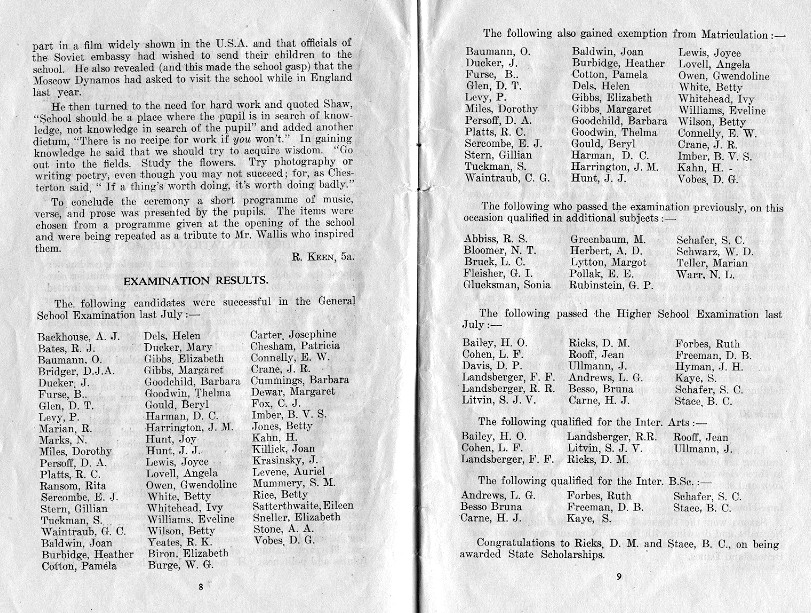 part in a film widely shown in the U.S.A. and that officials of
the Soviet embassy had wished to send their children to the
school. He also revealed (and this made the school gasp) that the
Moscow Dynamos had asked to visit the school while in England
last year.
He then turned to the need for hard work and quoted Shaw,
"School should be a place where the pupil is in search of know-
ledge, not knowledge in search of the pupil" and added another
dictum, "There is no recipe for work if you won't." In gaining
knowledge he said that we should try to acquire wisdom. "Go
out into the fields. Study the flowers. Try photography or
writing poetry, even though you may not succeed; for, as Ches-
terton said, " If a thing's worth doing, it's worth doing badly."
To conclude the ceremony a short programme of music,
verse, and prose was presented by the pupils. The items were
chosen from a programme given at the opening of the school
and were being repeated as a tribute to Mr. Wallis who inspired
them.
R. KEEN, 5a.
EXAMINATION RESULTS.
The following candidates were successful in the General
School Examination last July :—
Backhouse, A. J. Dels, Helen Carter, Josephine
Bates, R. J. Ducker, Mary Chesham, Patricia
Baumann, O. Gibbs, Elizabeth Connelly, E. W.
Bridger, D.J.A. Gibbs, Margaret Crane, J. R.
Ducker, J. Goodchild, Barbara Cummings, Barbara
Furse, B.. Goodwin, Thelma Dewar, Margaret
Glen, D. T. Gould, Beryl Fox, C. J.
Levy, P. Harman, D. C. Imber, B. V. S.
Marian, R. Harrington, J. M. Jones, Betty
Marks, N. Hunt, Joy Kahn, H.
Miles, Dorothy Hunt, J. J. Killick, Joan
Persoff, D. A. Lewis, Joyce Krasinsky, J.
Platts, R. C. Lovell, Angela Levene, Auriel
Ransom, Rita Owen, Gwendoline Mummery, S. M.
Sercombe, E. J. White, Betty Rice, Betty
Stern, Gillian Whitehead, Ivy Satterthwaite, Eileen
Tuckman, S. Williams, Eveline Sneller, Elizabeth
Waintraub, G. C. Wilson, Betty Stone, A. A.
Baldwin, Joan Yeates, R. K. Vobes, D. G.
Burbidge, Heather Biron, Elizabeth
Cotton, Pamela Burge, W. G.
8
The following also gained exemption from Matriculation :—
Baumann, O. Baldwin, Joan Lewis, Joyce
Ducker, J. Burbidge, Heather Lovell, Angela
Furse, B.. Cotton, Pamela Owen, Gwendoline
Glen, D. T. Dels, Helen White, Betty
Levy, P. Gibbs, Elizabeth Whitehead, Ivy
Miles, Dorothy Gibbs, Margaret Williams, Eveline
Persoff, D. A. Goodchild, Barbara Wilson, Betty
Platts, R. C. Goodwin, Thelma Connelly, E. W.
Sercombe, E. J. Gould, Beryl Crane, J. R.
Stern, Gillian Harman, D. C. Imber, B. V. S.
Tuckman, S. Harrington, J. M. Kahn, H.
Waintraub, C. G. Hunt, J. J. Vobes, D. G.
The following who passed the examination previously, on this
occasion qualified in additional subjects :—
Abbiss, R. S. Greenbaum, M. Schafer, S. C.
Bloomer, N. T. Herbert, A. D. Schwarz, W. D.
Bruck, L. C. Lytton, Margot Teller, Marian
Fleisher, G. I. Pollak, E. E. Warr, N. L.
Glucksman, Sonia Rubinstein, G. P.
The following passed the Higher School Examination last
July :—
Bailey, H. O. Ricks, D. M. Forbes, Ruth
Cohen, L. F. Rooff, Jean Freeman, D. B.
Davis, D. P. Ullmann, J. Hyman, J. H.
Landsberger, F. F. Andrews, L. G. Kaye, S.
Landsberger, R. R. Besso, Bruna Schafer, S. C.
Litvin, S. J. V. Carne, H. J. Stace, B. C.
The following qualified for the Inter. Arts :—
Bailey, H. O. Landsberger, R.R. Rooff, Jean
Cohen, L. F. Litvin, S. J. V. Ullmann, J.
Landsberger, F. F. Ricks, D. M.
The following qualified for the Inter. B.Sc. :—
Andrews, L. G. Forbes, Ruth Schafer, S. C.
Besso Bruna Freeman, D. B. Stace, B. C.
Carne, H. J. Kaye, S.
Congratulations to Ricks, D. M. and Stace, B. C., on being
awarded State Scholarships.
9